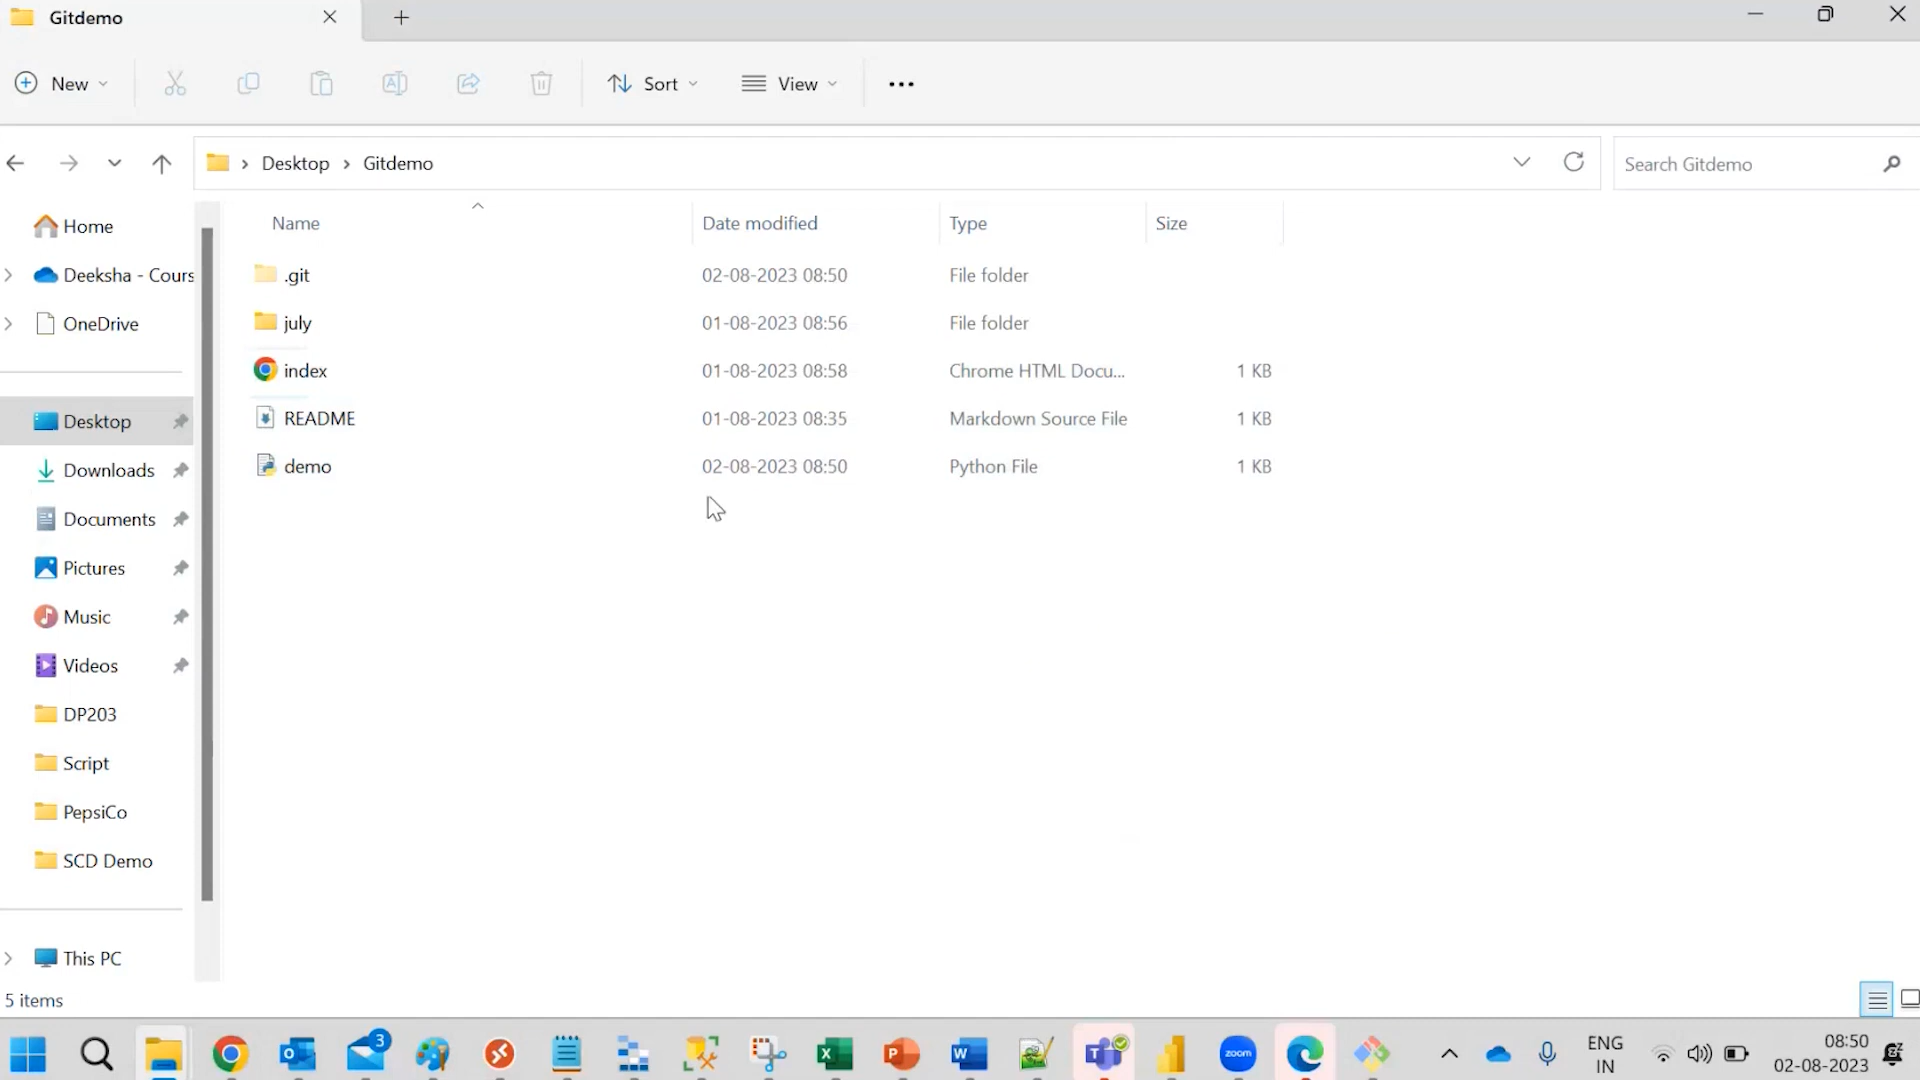 Gitdemo
New
Sort
View
Desktop
Gitdemo
Search Gitdemo
Home
Deeksha - Cours
OneDrive
Desktop
Downloads
Documents
Pictures
Music
Videos
DP203
Script
PepsiCo
SCD Demo
This PC
Name Date modified Type Size
.git 02-08-2023 08:50 File folder
july 01-08-2023 08:56 File folder
index 01-08-2023 08:58 Chrome HTML Docu... 1 KB
README 01-08-2023 08:35 Markdown Source File 1 KB
demo 02-08-2023 08:50 Python File 1 KB
5 items
3
zoom
ENG
IN
08:50
02-08-2023